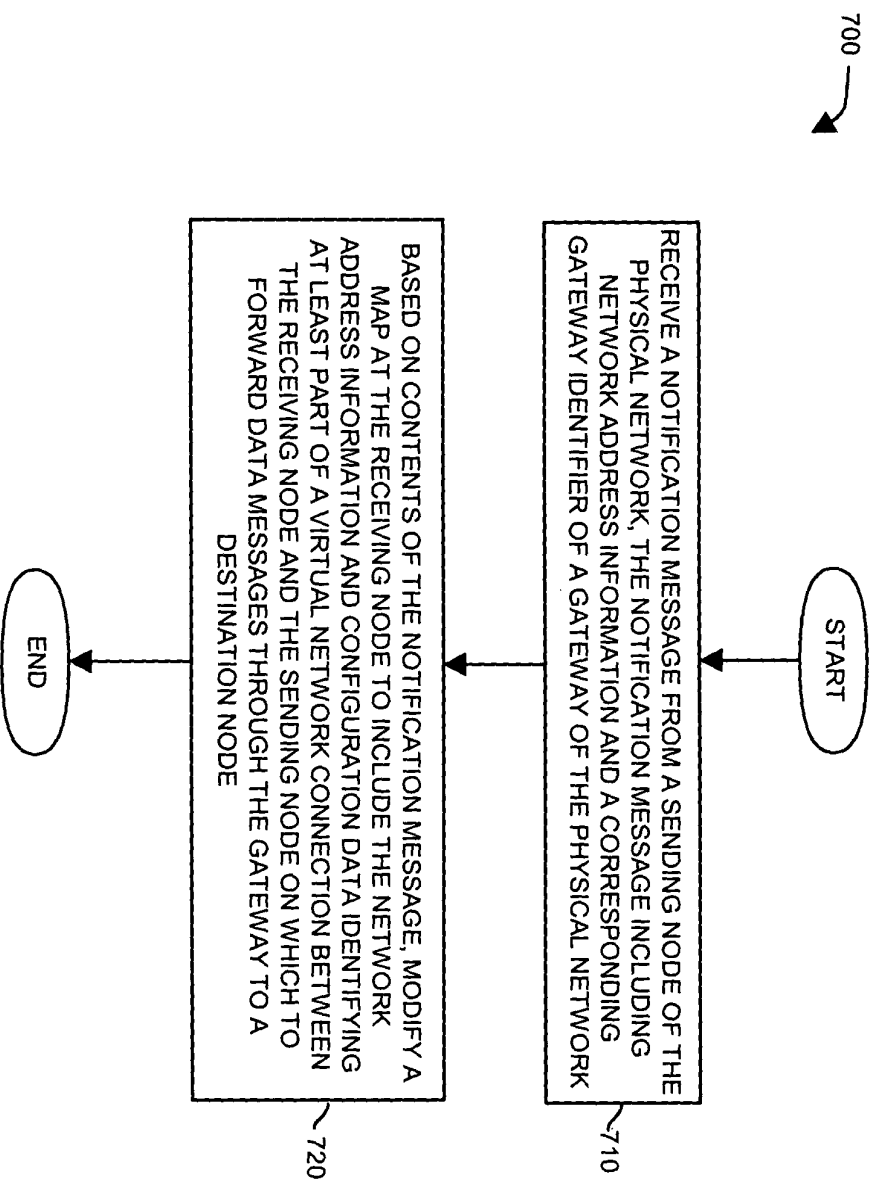 700
START
RECEIVE A NOTIFICATION MESSAGE FROM A SENDING NODE OF THE
PHYSICAL NETWORK, THE NOTIFICATION MESSAGE INCLUDING
NETWORK ADDRESS INFORMATION AND A CORRESPONDING
GATEWAY IDENTIFIER OF A GATEWAY OF THE PHYSICAL NETWORK
710
BASED ON CONTENTS OF THE NOTIFICATION MESSAGE, MODIFY A
MAP AT THE RECEIVING NODE TO INCLUDE THE NETWORK
ADDRESS INFORMATION AND CONFIGURATION DATA IDENTIFYING
AT LEAST PART OF A VIRTUAL NETWORK CONNECTION BETWEEN
THE RECEIVING NODE AND THE SENDING NODE ON WHICH TO
FORWARD DATA MESSAGES THROUGH THE GATEWAY TO A
DESTINATION NODE
720
END